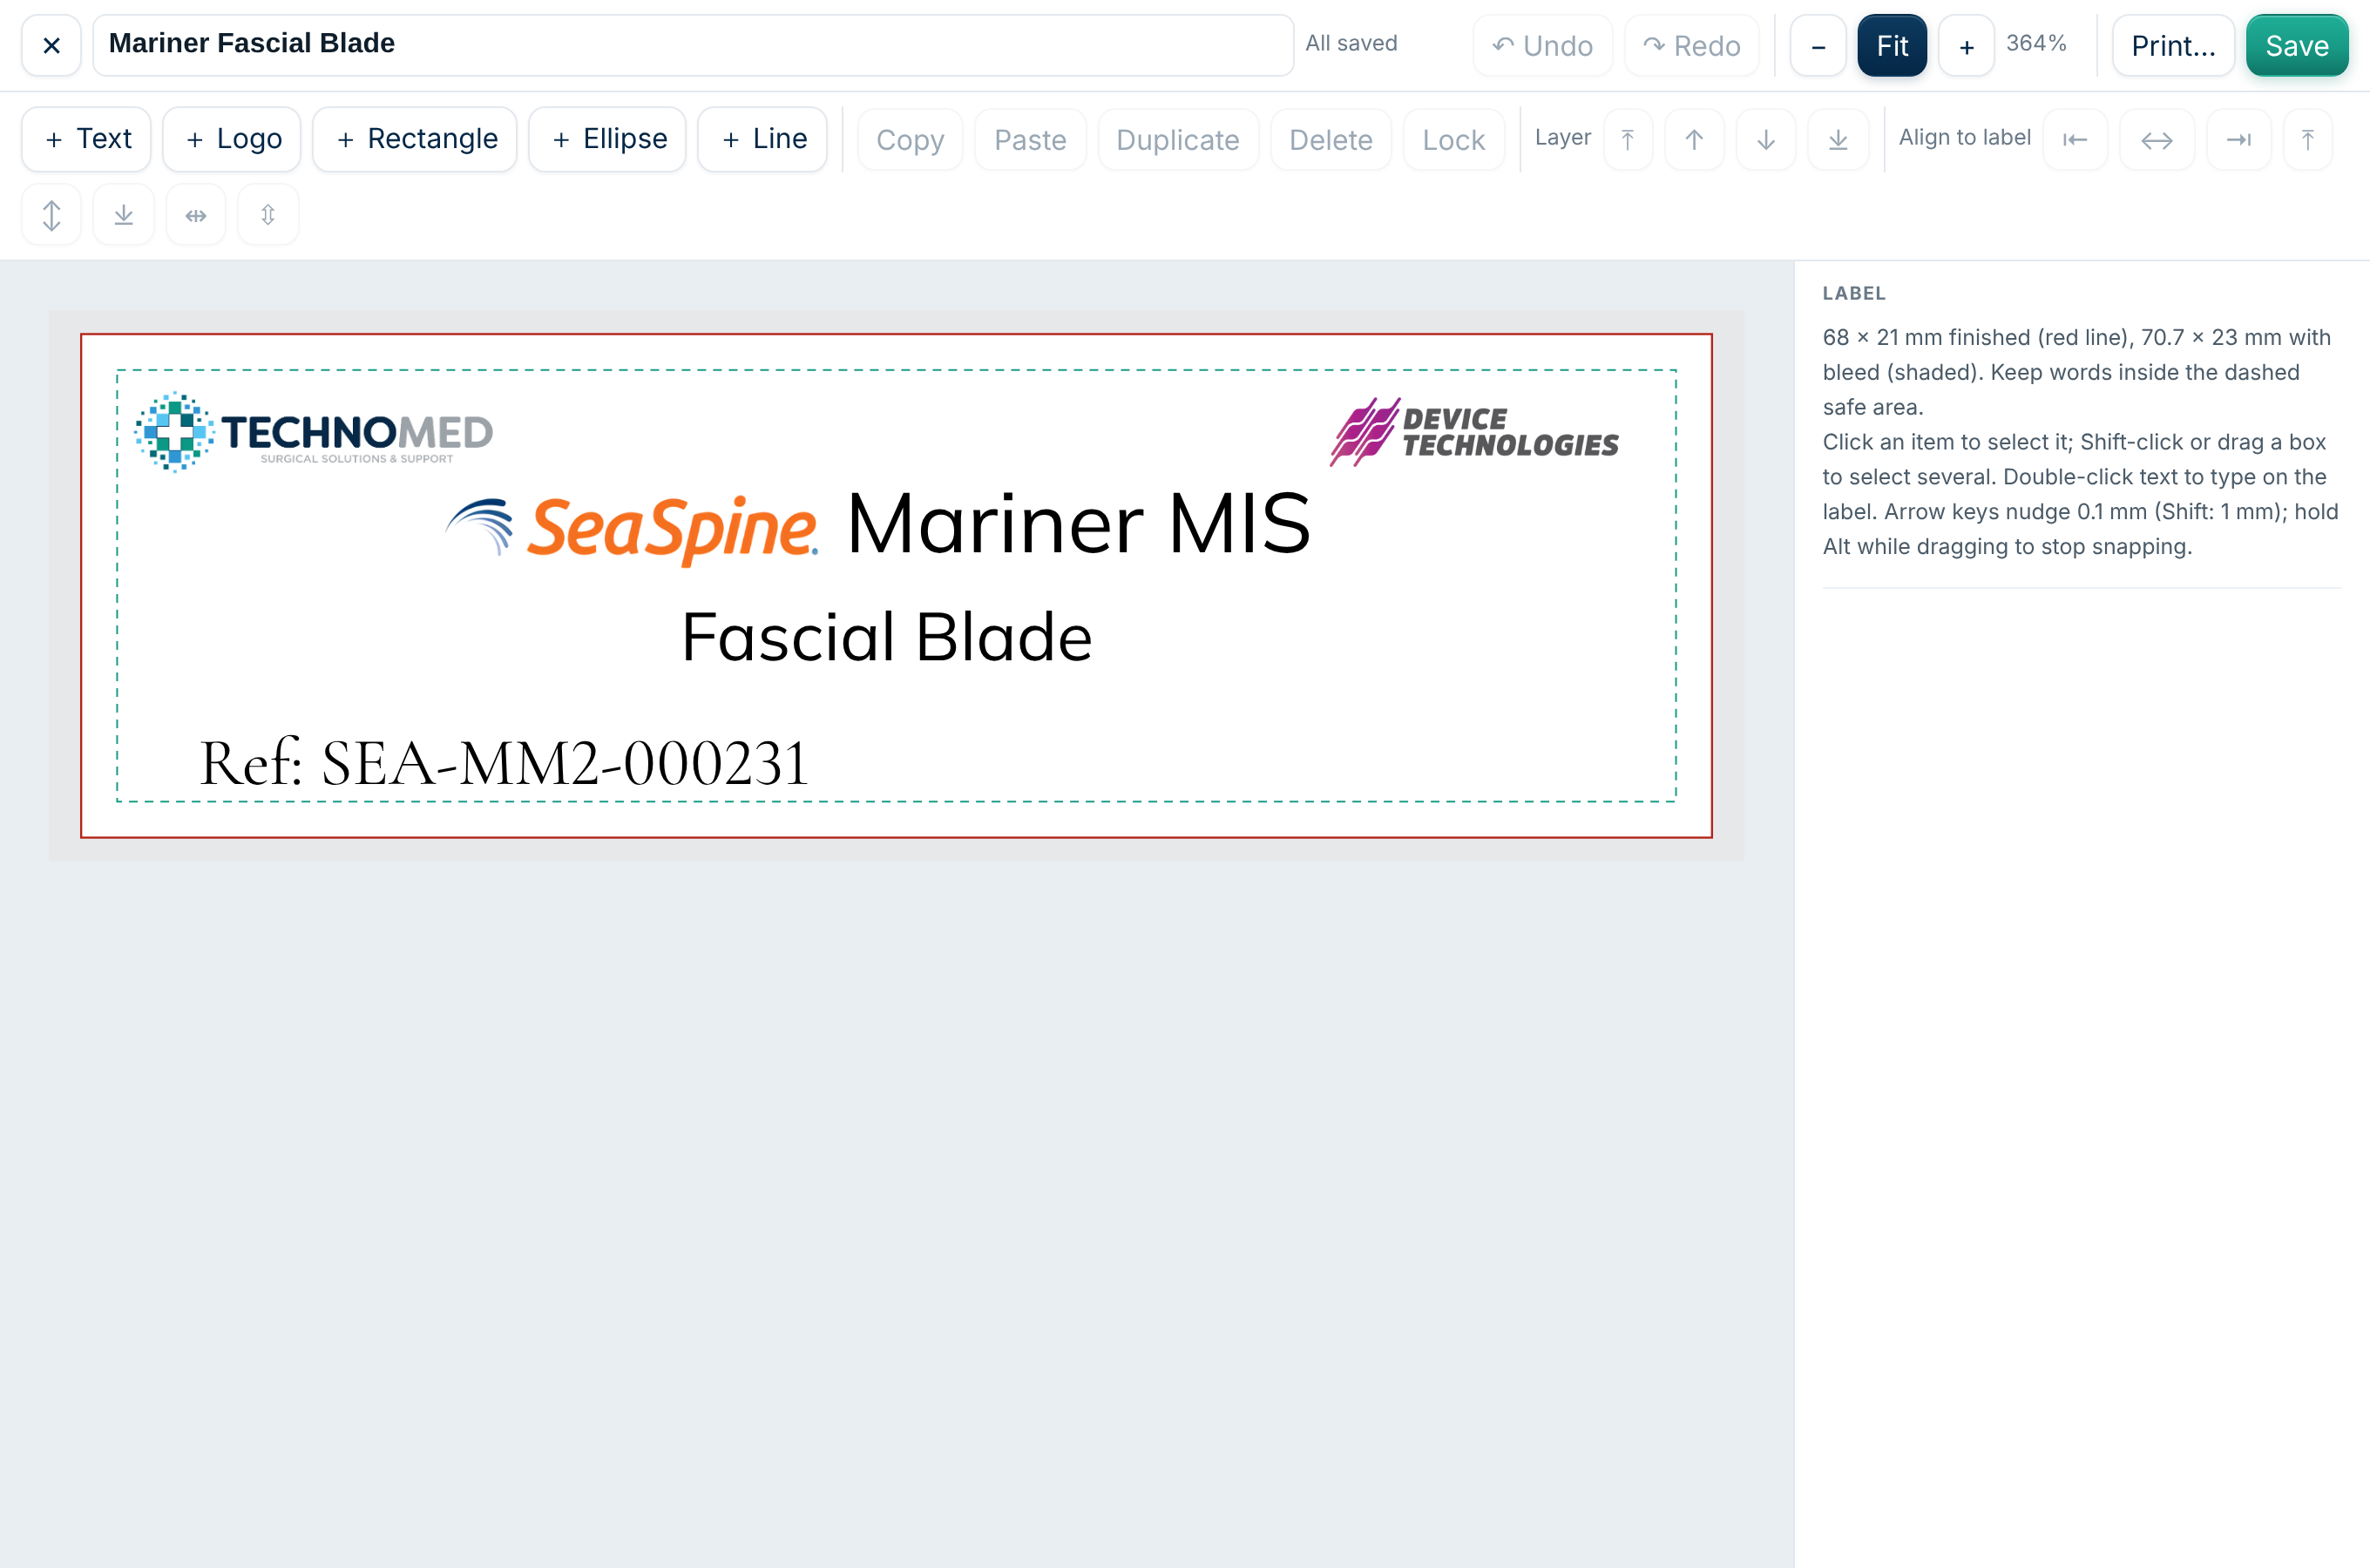 ✕ Mariner Fascial Blade All saved ↶ Undo ↷ Redo − Fit + 364% Print... Save
+ Text + Logo + Rectangle + Ellipse + Line Copy Paste Duplicate Delete Lock Layer ⤒ ↑ ↓ ⤓ Align to label ⇤ ↔ ⇥ ⤒
↕ ⤓ ⇹ ⇳
TECHNOMED
SURGICAL SOLUTIONS & SUPPORT
DEVICE
TECHNOLOGIES
SeaSpine. Mariner MIS
Fascial Blade
Ref: SEA-MM2-000231
LABEL
68 × 21 mm finished (red line), 70.7 × 23 mm with
bleed (shaded). Keep words inside the dashed
safe area.
Click an item to select it; Shift-click or drag a box
to select several. Double-click text to type on the
label. Arrow keys nudge 0.1 mm (Shift: 1 mm); hold
Alt while dragging to stop snapping.